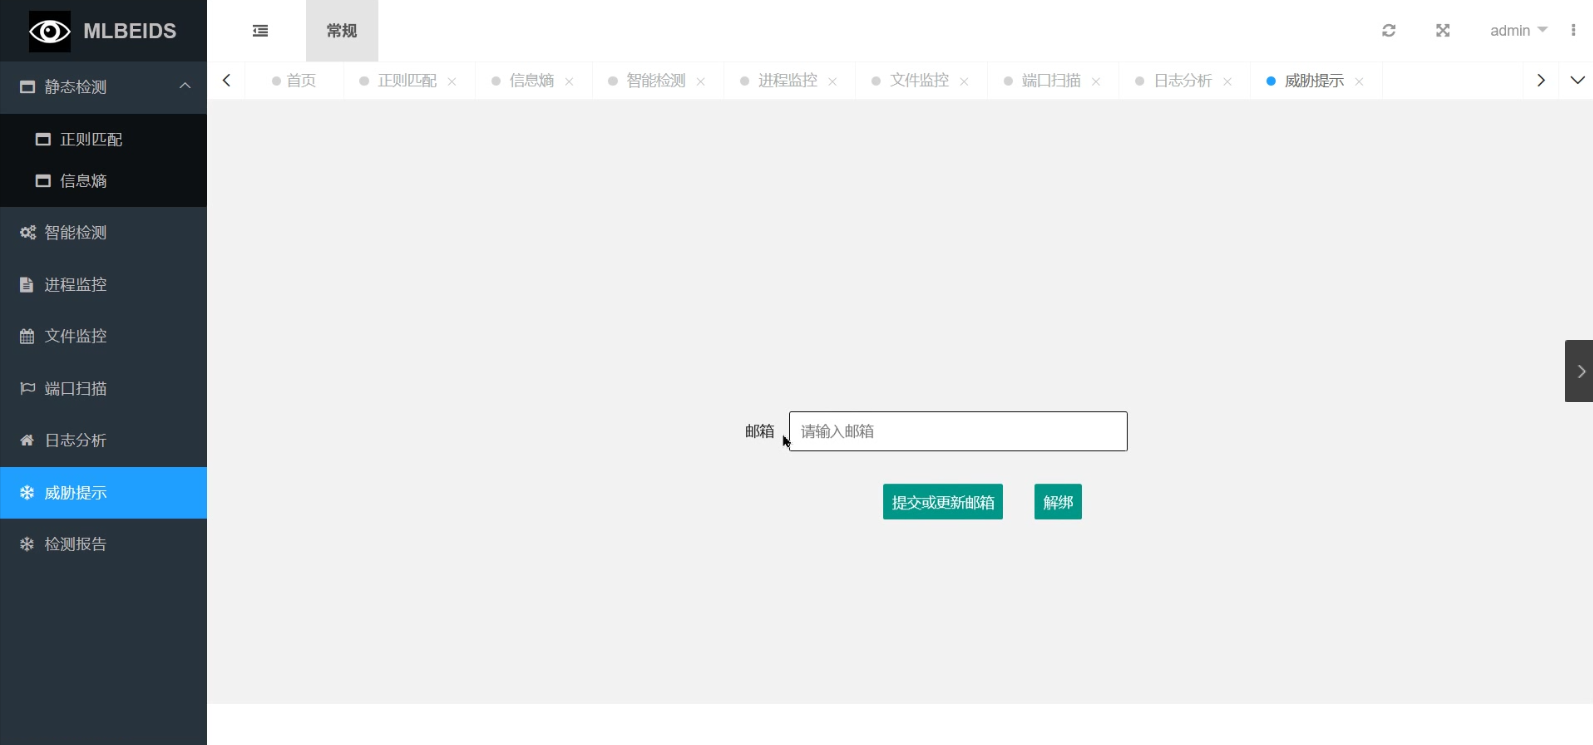 MLBEIDS
常规
admin
首页
正则匹配
信息熵
智能检测
进程监控
文件监控
端口扫描
日志分析
威胁提示
静态检测
正则匹配
信息熵
智能检测
进程监控
文件监控
端口扫描
日志分析
威胁提示
检测报告
邮箱
请输入邮箱
提交或更新邮箱
解绑